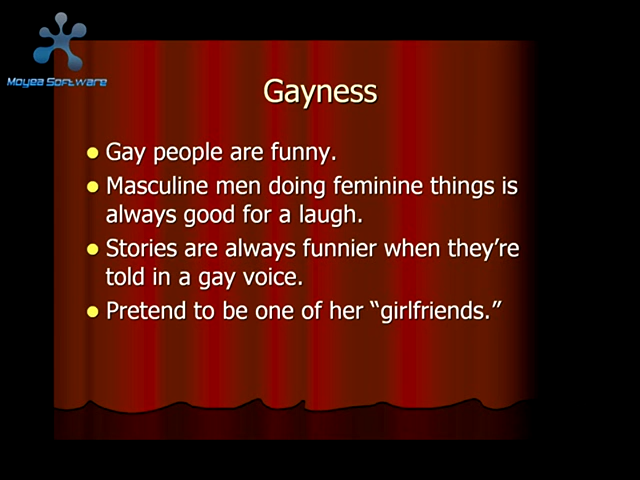 Moyea Software
Gayness
Gay people are funny.
Masculine men doing feminine things is
always good for a laugh.
Stories are always funnier when they’re
told in a gay voice.
Pretend to be one of her “girlfriends.”